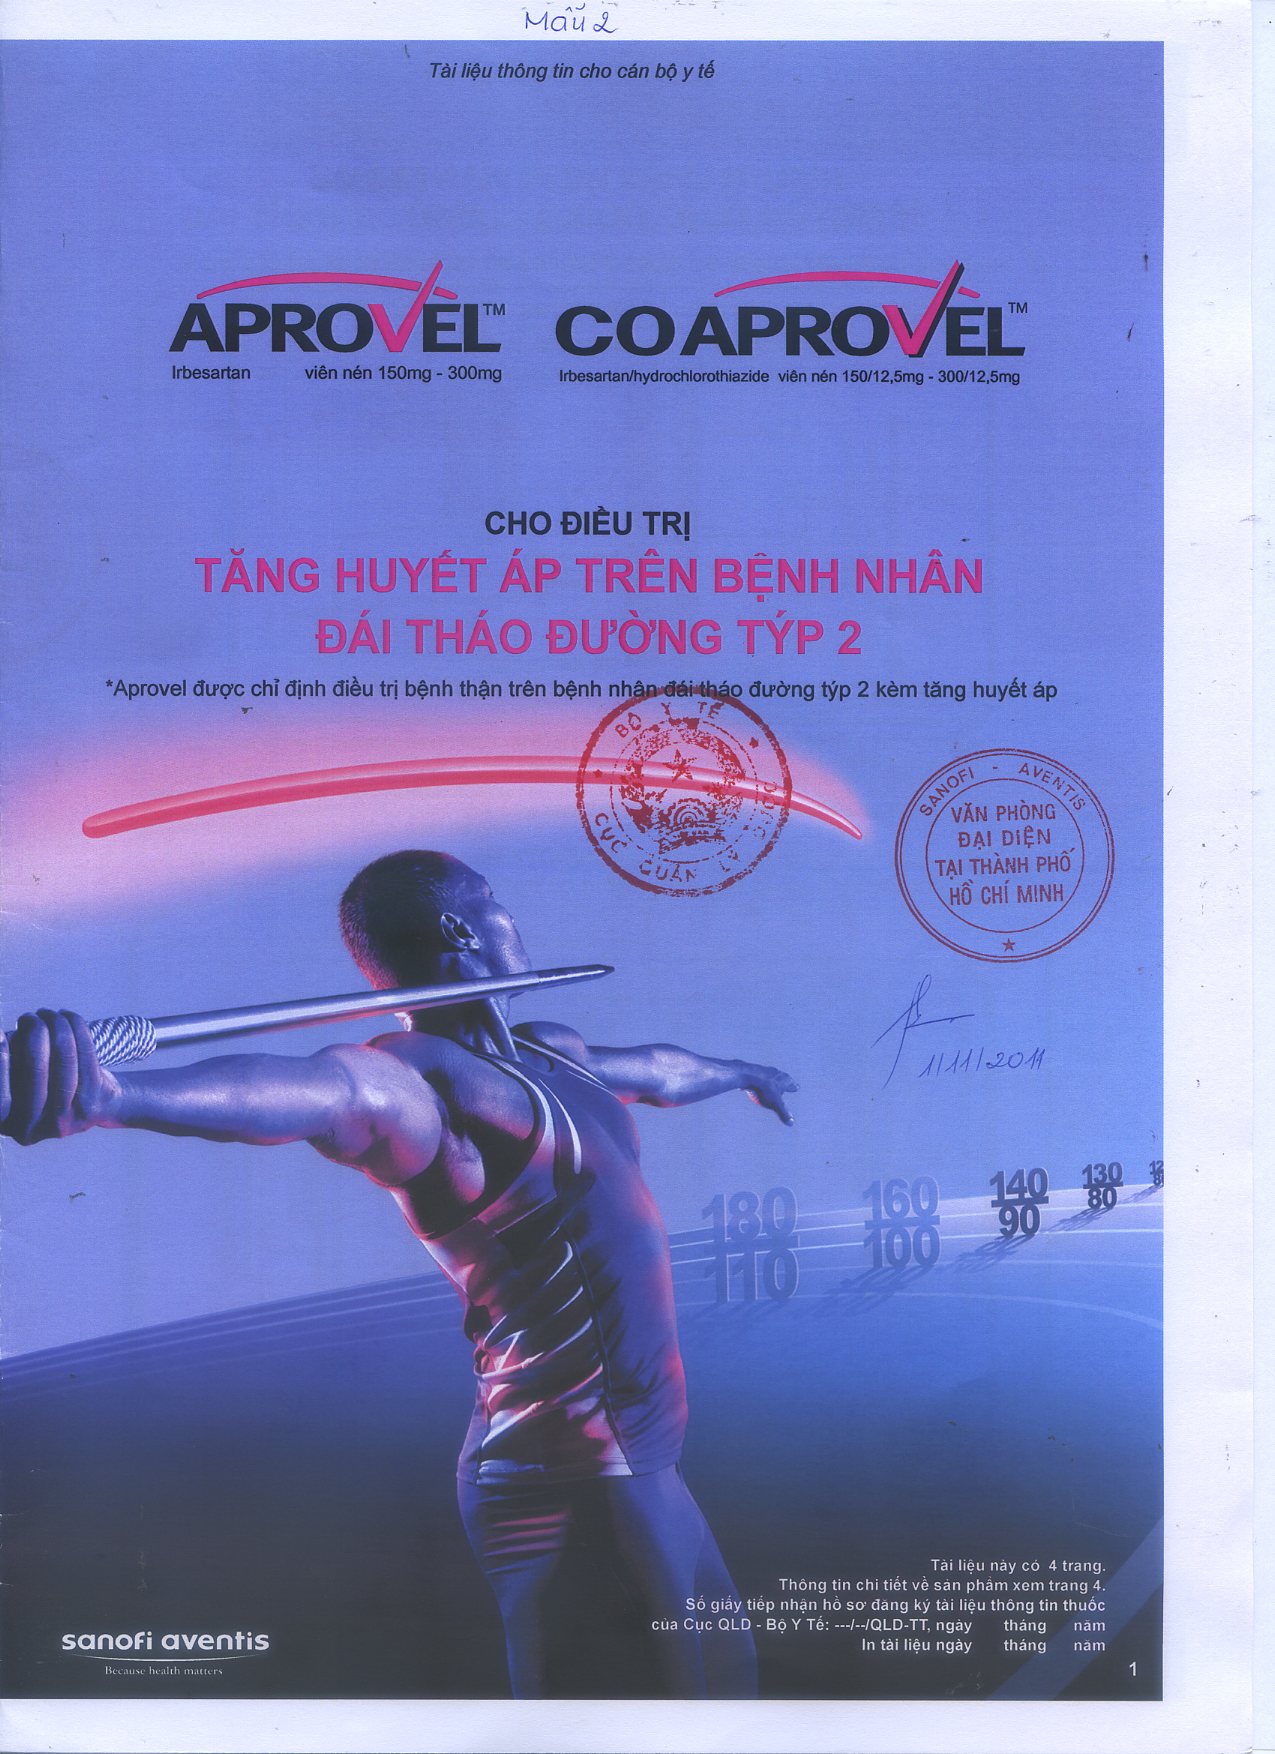 Mẫu 2
Tài liệu thông tin cho cán bộ y tế
APROVEL™ COAPROVEL™
Irbesartan viên nén 150mg - 300mg Irbesartan/hydrochlorothiazide viên nén 150/12,5mg - 300/12,5mg
CHO ĐIỀU TRỊ
TĂNG HUYẾT ÁP TRÊN BỆNH NHÂN
ĐÁI THÁO ĐƯỜNG TÝP 2
*Aprovel được chỉ định điều trị bệnh thận trên bệnh nhân đái tháo đường týp 2 kèm tăng huyết áp
BỘ Y TẾ
CỤC QUẢN LÝ DƯỢC
SANOFI - AVENTIS
VĂN PHÒNG
ĐẠI DIỆN
TẠI THÀNH PHỐ
HỒ CHÍ MINH
1/11/2011
180 160 140 130
110 100 90 80
Tài liệu này có 4 trang.
Thông tin chi tiết về sản phẩm xem trang 4.
Số giấy tiếp nhận hồ sơ đăng ký tài liệu thông tin thuốc
của Cục QLD - Bộ Y Tế: ---/--/QLD-TT, ngày tháng năm
In tài liệu ngày tháng năm
sanofi aventis
Because health matters
1